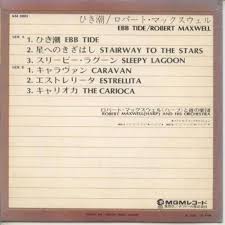 ひき潮/ロバート・マックスウェル
EBB TIDE/ROBERT MAXWELL
SIDE A
1. ひき潮 EBB TIDE
2. 星へのきざはし STAIRWAY TO THE STARS
3. スリーピー・ラグーン SLEEPY LAGOON
SIDE B
1. キャラヴァン CARAVAN
2. エストレリータ ESTRELLITA
3. キャリオカ THE CARIOCA
ロバート・マックスウェル(ハープ)と彼の楽団
ROBERT MAXWELL(HARP) AND HIS ORCHESTRA
MGMレコード